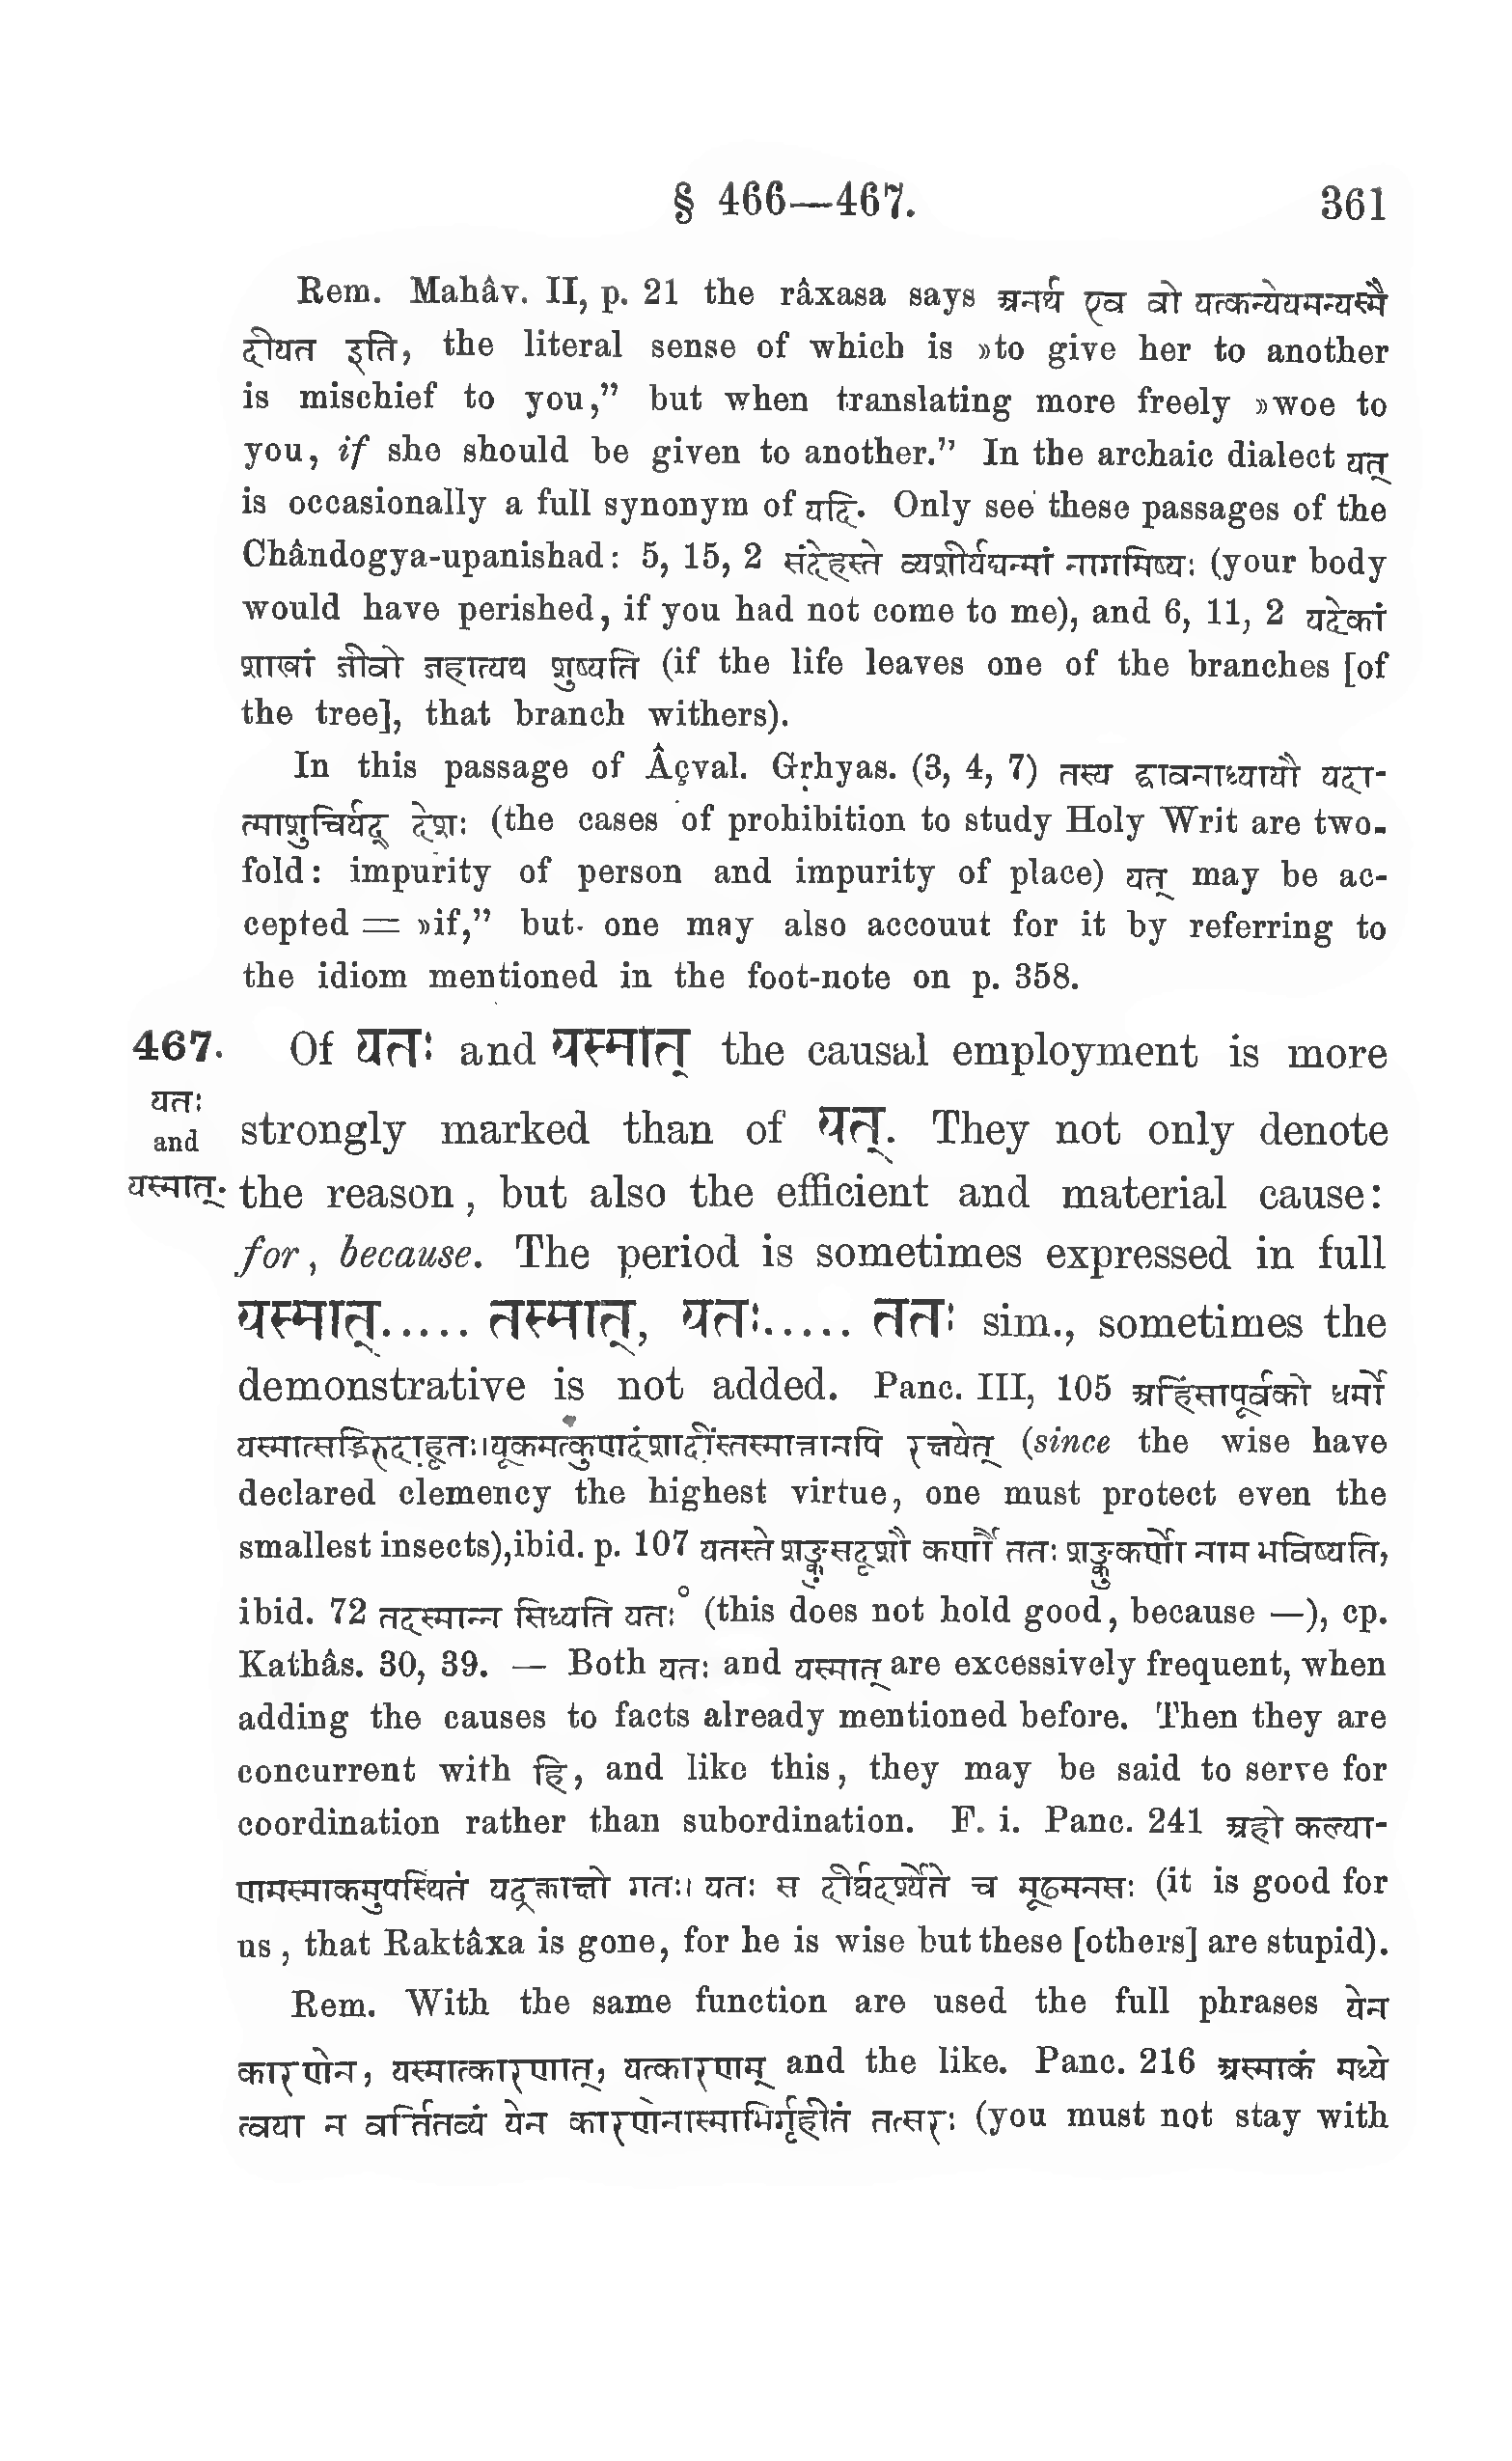 § 466—467. 361
Rem. Mahâv. II, p. 21 the râxasa says अनर्थ एव वो यत्कन्येयमन्यस्मै
दीयत इति, the literal sense of which is »to give her to another
is mischief to you,” but when translating more freely »woe to
you, if she should be given to another.” In the archaic dialect यत्
is occasionally a full synonym of यदि. Only see these passages of the
Chândogya-upanishad: 5, 15, 2 संदेहस्ते व्यशीर्यद्यन्मां नागमिष्यः (your body
would have perished, if you had not come to me), and 6, 11, 2 यदेकां
शाखां जीवो जहात्यथ शुष्यति (if the life leaves one of the branches [of
the tree], that branch withers).
In this passage of Âçval. Gṛhyas. (3, 4, 7) तस्य द्वावनाध्यायौ यदा-
त्माशुचिर्यद् देशः (the cases of prohibition to study Holy Writ are two-
fold: impurity of person and impurity of place) यत् may be ac-
cepted = »if,” but one may also accouut for it by referring to
the idiom mentioned in the foot-note on p. 358.
467. Of यतः and यस्मात् the causal employment is more
यतः
and strongly marked than of यत्. They not only denote
यस्मात्. the reason, but also the efficient and material cause:
for, because. The period is sometimes expressed in full
यस्मात्..... तस्मात्, यतः..... ततः sim., sometimes the
demonstrative is not added. Panc. III, 105 अहिंसापूर्वको धर्मो
यस्मात्सद्भिरुदाहृतः।यूकमत्कुणदंशादींस्तस्मात्तानपि रक्षयेत् (since the wise have
declared clemency the highest virtue, one must protect even the
smallest insects),ibid. p. 107 यतस्ते शङ्कुसदृशौ कर्णौ ततः शङ्कुकर्णो नाम भविष्यति,
ibid. 72 तदस्मान्न सिध्यति यतः° (this does not hold good, because —), cp.
Kathâs. 30, 39. — Both यतः and यस्मात् are excessively frequent, when
adding the causes to facts already mentioned before. Then they are
concurrent with हि, and like this, they may be said to serve for
coordination rather than subordination. F. i. Panc. 241 अहो कल्या-
णमस्माकमुपस्थितं यद्रक्ताक्षो गतः। यतः स दीर्घदर्श्येते च मूढमनसः (it is good for
us, that Raktâxa is gone, for he is wise but these [others] are stupid).
Rem. With the same function are used the full phrases येन
कारणेन, यस्मात्कारणात्, यत्कारणम् and the like. Panc. 216 अस्माकं मध्ये
त्वया न वर्तितव्यं येन कारणेनास्माभिर्गृहीतं तत्सरः (you must not stay with